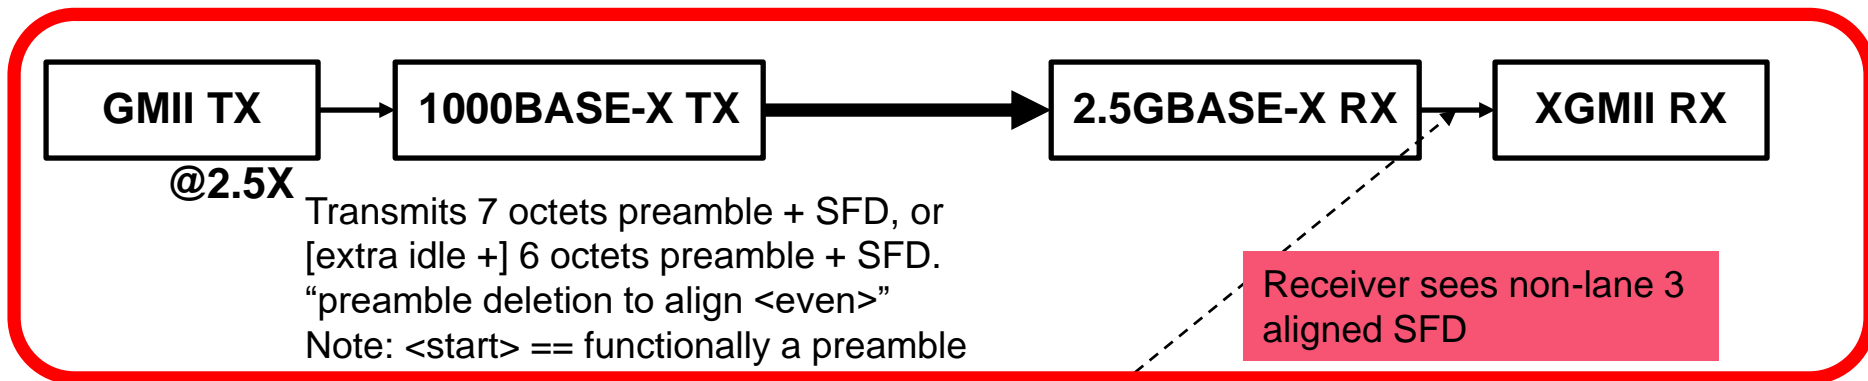 GMII TX
1000BASE-X TX
2.5GBASE-X RX
XGMII RX
@2.5X
Transmits 7 octets preamble + SFD, or
[extra idle +] 6 octets preamble + SFD.
“preamble deletion to align <even>”
Note: <start> == functionally a preamble
Receiver sees non-lane 3
aligned SFD